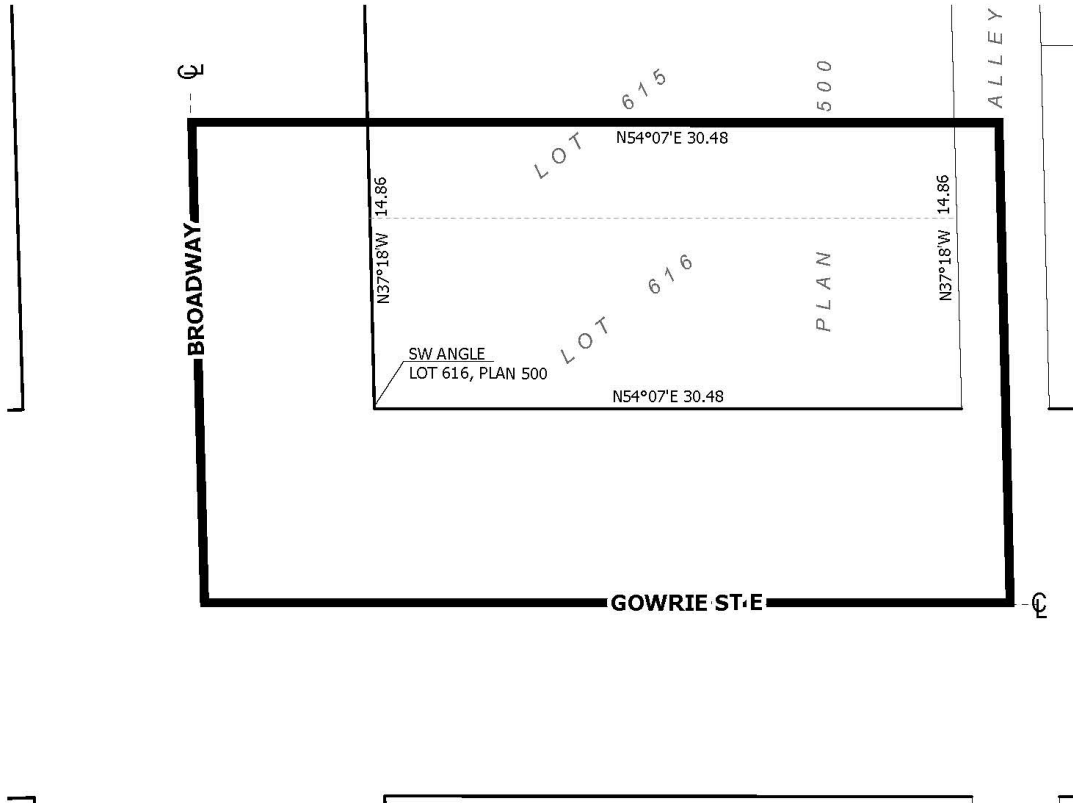 ALLEY
℄
LOT 615
500
N54°07'E 30.48
N37°18'W 14.86
N37°18'W 14.86
BROADWAY
LOT 616
PLAN
SW ANGLE
LOT 616, PLAN 500
N54°07'E 30.48
GOWRIE ST. E
℄